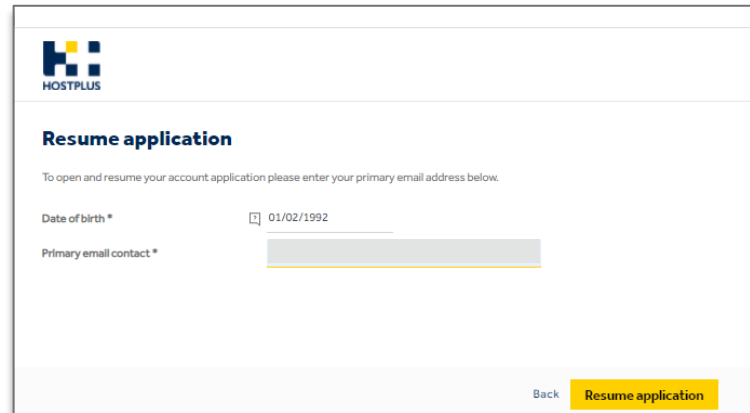 HOSTPLUS
Resume application
To open and resume your account application please enter your primary email address below.
Date of birth * ? 01/02/1992
Primary email contact *
Back Resume application